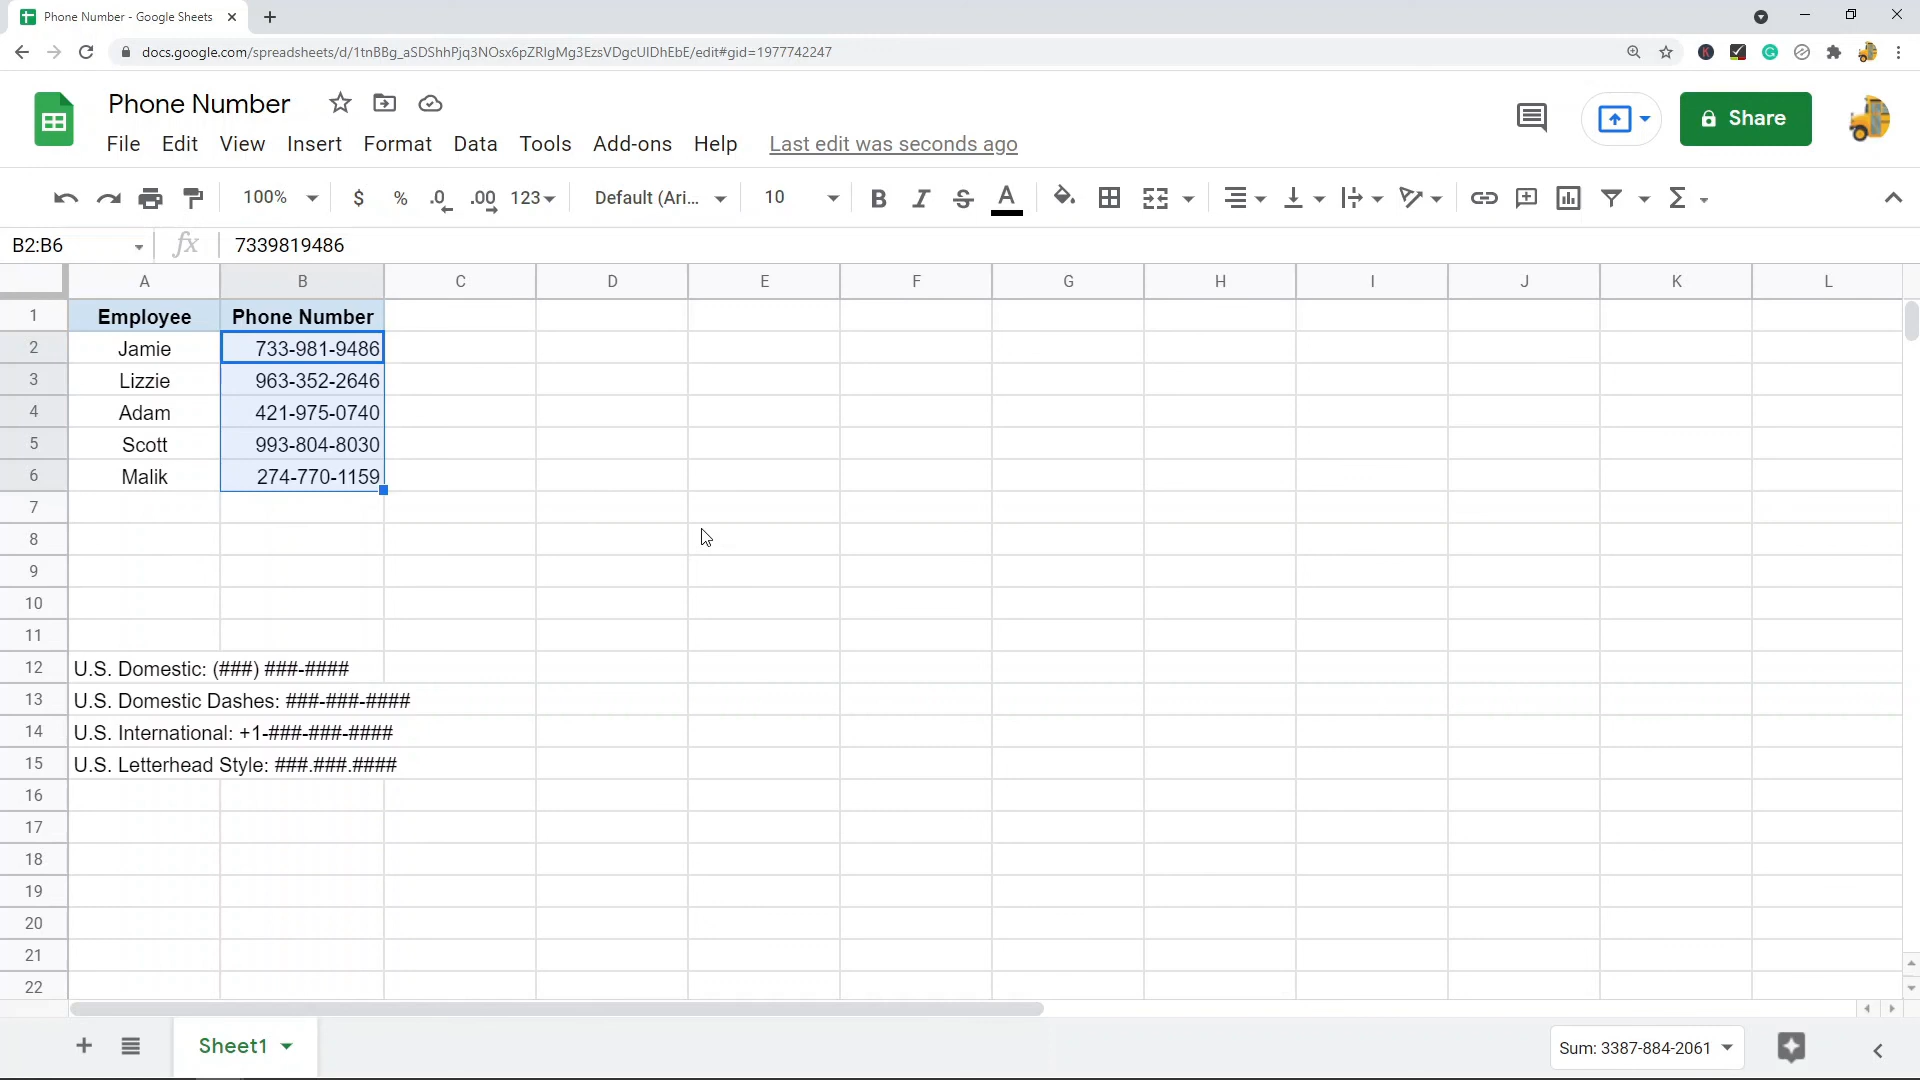 Phone Number - Google Sheets
docs.google.com/spreadsheets/d/1tnBBg_aSDShhPjq3NOsx6pZRIgMg3EzsVDgcUIDhEbE/edit#gid=1977742247
Phone Number
File Edit View Insert Format Data Tools Add-ons Help Last edit was seconds ago
Share
100% $ % .0 .00 123 Default (Ari... 10 B I S A
B2:B6 fx 7339819486
A B C D E F G H I J K L
1 Employee Phone Number
2 Jamie 733-981-9486
3 Lizzie 963-352-2646
4 Adam 421-975-0740
5 Scott 993-804-8030
6 Malik 274-770-1159
7
8
9
10
11
12 U.S. Domestic: (###) ###-####
13 U.S. Domestic Dashes: ###-###-####
14 U.S. International: +1-###-###-####
15 U.S. Letterhead Style: ###.###.####
16
17
18
19
20
21
22
Sheet1 Sum: 3387-884-2061